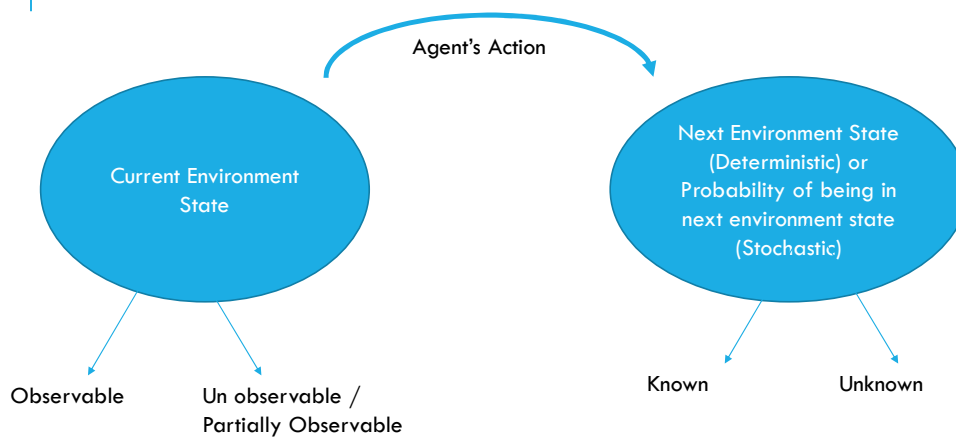 Agent's Action
Current Environment
State
Next Environment State
(Deterministic) or
Probability of being in
next environment state
(Stochastic)
Observable
Un observable /
Partially Observable
Known
Unknown